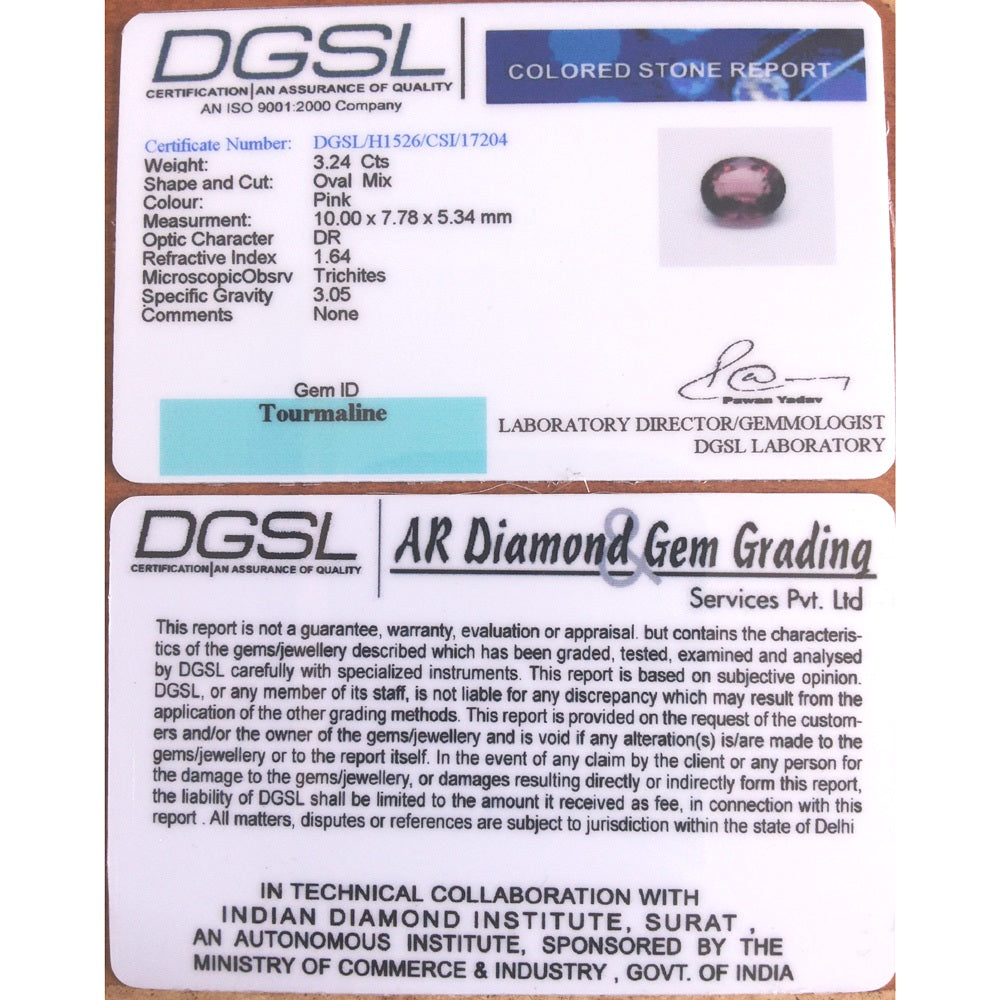 DGSL
CERTIFICATION|AN ASSURANCE OF QUALITY
AN ISO 9001:2000 Company
COLORED STONE REPORT
Certificate Number: DGSL/H1526/CSI/17204
Weight: 3.24 Cts
Shape and Cut: Oval Mix
Colour: Pink
Measurment: 10.00 x 7.78 x 5.34 mm
Optic Character DR
Refractive Index 1.64
MicroscopicObsrv Trichites
Specific Gravity 3.05
Comments None
Gem ID
Tourmaline
Pawan Yadav
LABORATORY DIRECTOR/GEMMOLOGIST
DGSL LABORATORY
DGSL
CERTIFICATION|AN ASSURANCE OF QUALITY
AR Diamond & Gem Grading
Services Pvt. Ltd
This report is not a guarantee, warranty, evaluation or appraisal. but contains the characteris-
tics of the gems/jewellery described which has been graded, tested, examined and analysed
by DGSL carefully with specialized instruments. This report is based on subjective opinion.
DGSL, or any member of its staff, is not liable for any discrepancy which may result from the
application of the other grading methods. This report is provided on the request of the custom-
ers and/or the owner of the gems/jewellery and is void if any alteration(s) is/are made to the
gems/jewellery or to the report itself. In the event of any claim by the client or any person for
the damage to the gems/jewellery, or damages resulting directly or indirectly form this report,
the liability of DGSL shall be limited to the amount it received as fee, in connection with this
report . All matters, disputes or references are subject to jurisdiction within the state of Delhi
IN TECHNICAL COLLABORATION WITH
INDIAN DIAMOND INSTITUTE, SURAT ,
AN AUTONOMOUS INSTITUTE, SPONSORED BY THE
MINISTRY OF COMMERCE & INDUSTRY , GOVT. OF INDIA